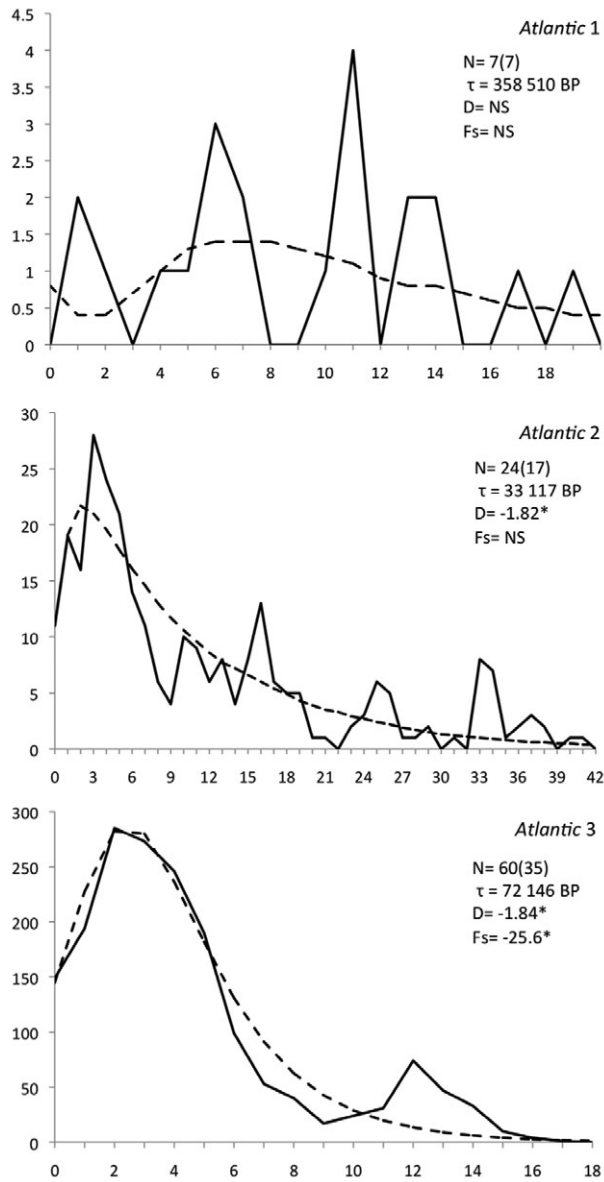 Atlantic 1
N= 7(7)
τ = 358 510 BP
D= NS
Fs= NS
4.5
4
3.5
3
2.5
2
1.5
1
0.5
0
0 2 4 6 8 10 12 14 16 18
Atlantic 2
N= 24(17)
τ = 33 117 BP
D= -1.82*
Fs= NS
30
25
20
15
10
5
0
0 3 6 9 12 15 18 21 24 27 30 33 36 39 42
Atlantic 3
N= 60(35)
τ = 72 146 BP
D= -1.84*
Fs= -25.6*
300
250
200
150
100
50
0
0 2 4 6 8 10 12 14 16 18